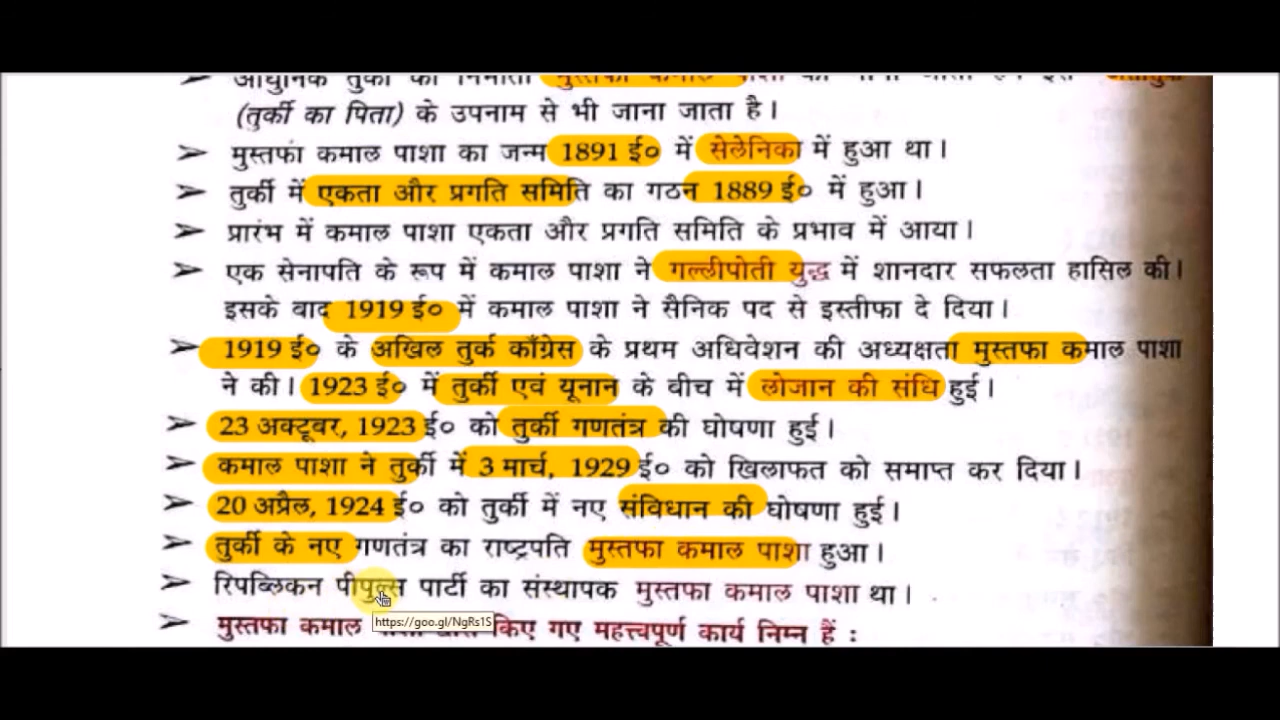 ➢ आधुनिक तुर्की का निर्माता मुस्तफा कमाल पाशा
(तुर्की का पिता) के उपनाम से भी जाना जाता है।
➢ मुस्तफा कमाल पाशा का जन्म 1891 ई० में सेलेनिका में हुआ था।
➢ तुर्की में एकता और प्रगति समिति का गठन 1889 ई० में हुआ।
➢ प्रारंभ में कमाल पाशा एकता और प्रगति समिति के प्रभाव में आया।
➢ एक सेनापति के रूप में कमाल पाशा ने गल्लीपोती युद्ध में शानदार सफलता हासिल की।
इसके बाद 1919 ई० में कमाल पाशा ने सैनिक पद से इस्तीफा दे दिया।
➢ 1919 ई० के अखिल तुर्क काँग्रेस के प्रथम अधिवेशन की अध्यक्षता मुस्तफा कमाल पाशा
ने की। 1923 ई० में तुर्की एवं यूनान के बीच में लोजान की संधि हुई।
➢ 23 अक्टूबर, 1923 ई० को तुर्की गणतंत्र की घोषणा हुई।
➢ कमाल पाशा ने तुर्की में 3 मार्च, 1929 ई० को खिलाफत को समाप्त कर दिया।
➢ 20 अप्रैल, 1924 ई० को तुर्की में नए संविधान की घोषणा हुई।
➢ तुर्की के नए गणतंत्र का राष्ट्रपति मुस्तफा कमाल पाशा हुआ।
➢ रिपब्लिकन पीपुल्स पार्टी का संस्थापक मुस्तफा कमाल पाशा था।
https://goo.gl/NgRs1S
➢ मुस्तफा कमाल किए गए महत्त्वपूर्ण कार्य निम्न हैं :